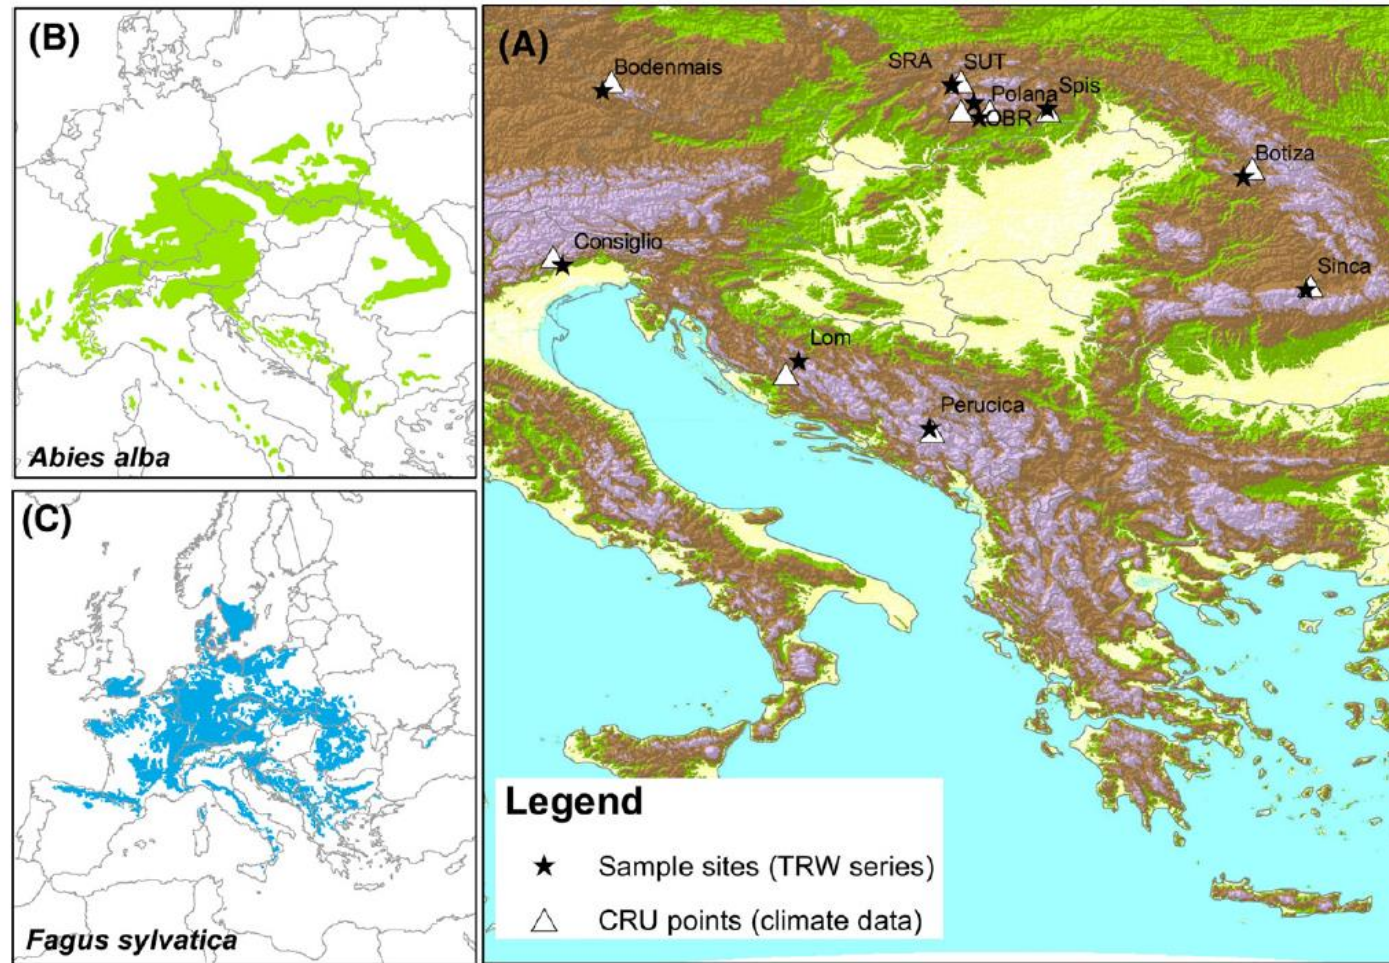 (B)
Abies alba
(C)
Fagus sylvatica
(A)
Bodenmais
SRA SUT
Polana Spis
OBR
Botiza
Consiglio
Sinca
Lom
Perucica
Legend
Sample sites (TRW series)
CRU points (climate data)